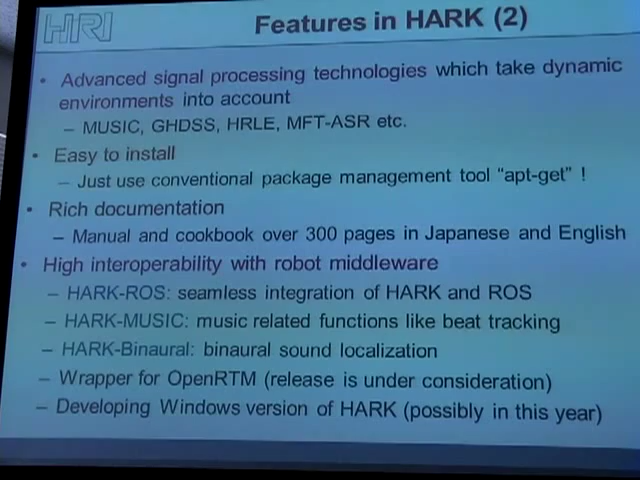 HRI
Features in HARK (2)
• Advanced signal processing technologies which take dynamic
environments into account
– MUSIC, GHDSS, HRLE, MFT-ASR etc.
• Easy to install
– Just use conventional package management tool “apt-get” !
• Rich documentation
– Manual and cookbook over 300 pages in Japanese and English
• High interoperability with robot middleware
– HARK-ROS: seamless integration of HARK and ROS
– HARK-MUSIC: music related functions like beat tracking
– HARK-Binaural: binaural sound localization
– Wrapper for OpenRTM (release is under consideration)
– Developing Windows version of HARK (possibly in this year)